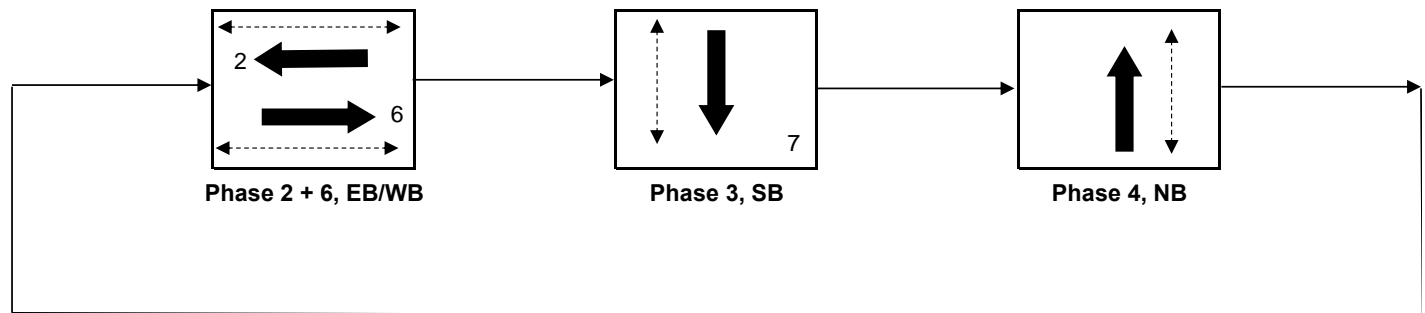 2
6
7
Phase 2 + 6, EB/WB
Phase 3, SB
Phase 4, NB